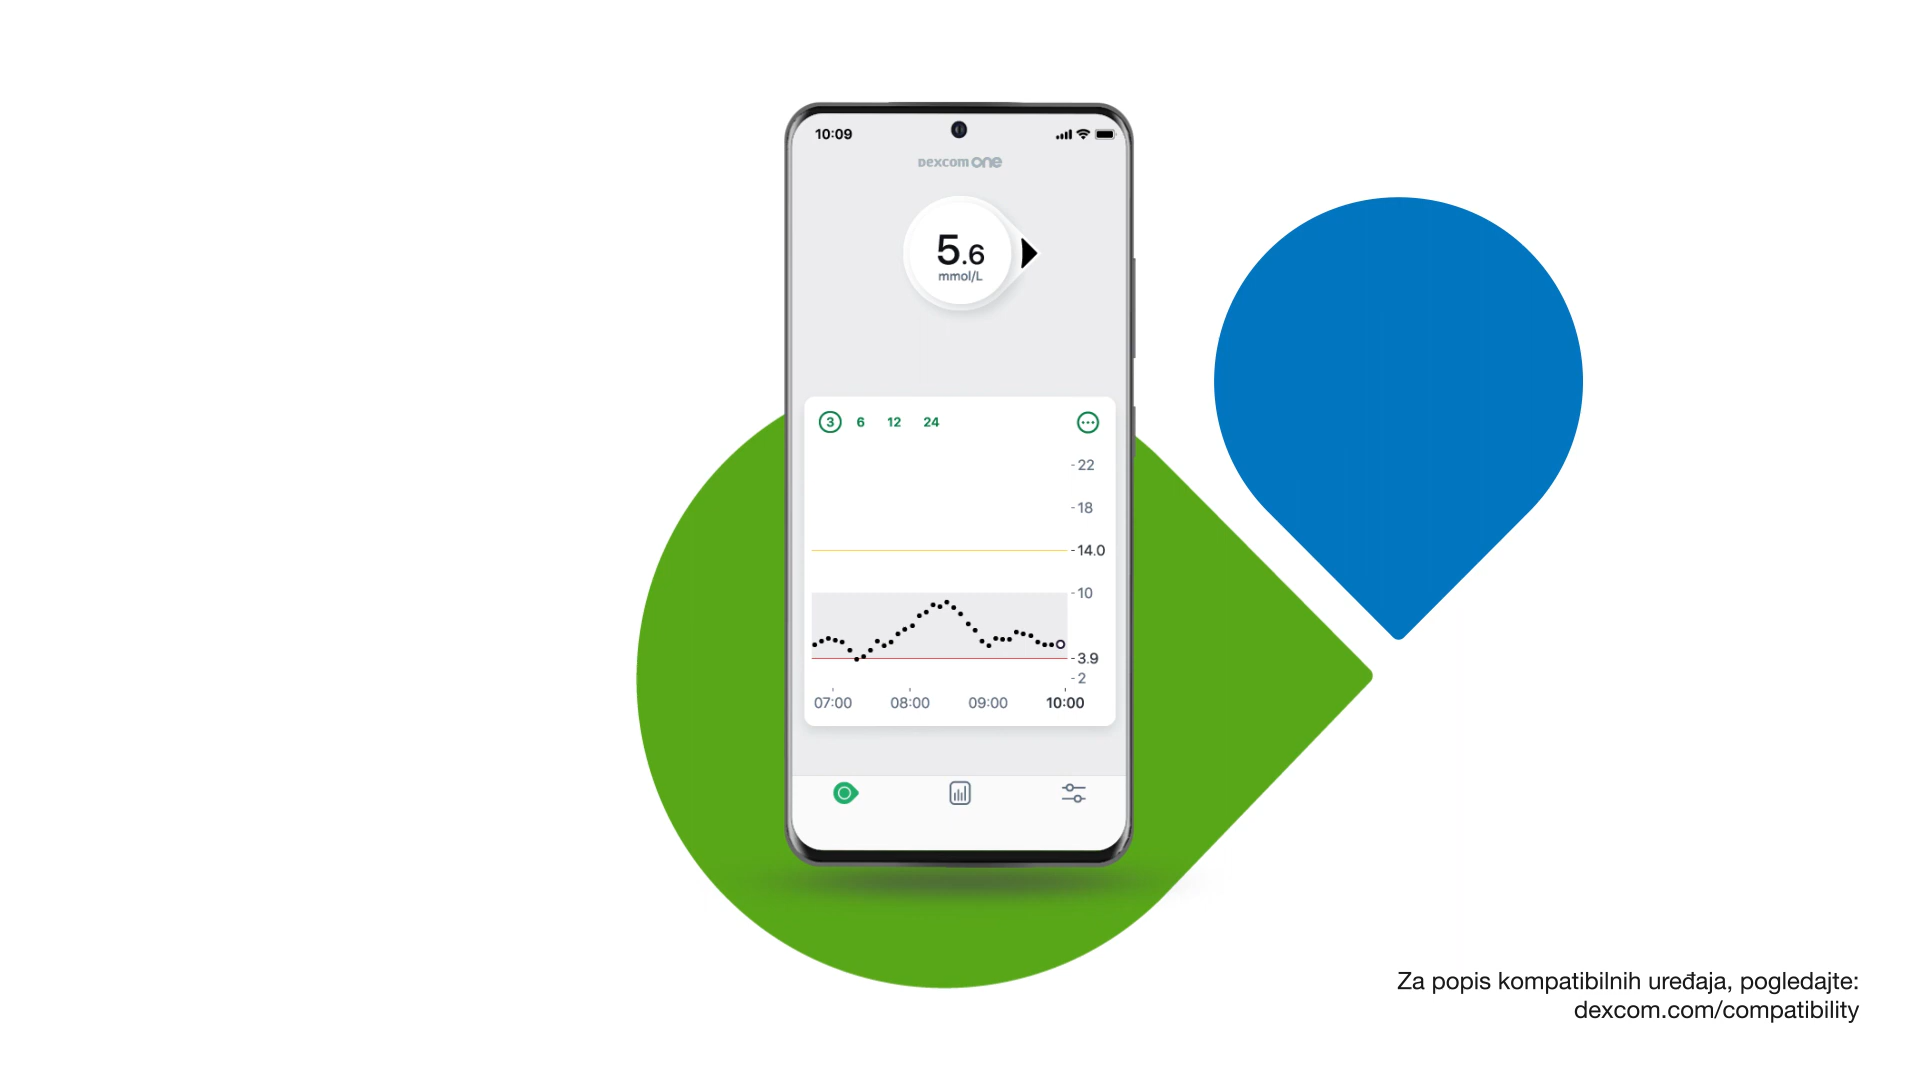 10:09
Dexcom one
5.6
mmol/L
3 6 12 24
22
18
14.0
10
3.9
2
07:00 08:00 09:00 10:00
Za popis kompatibilnih uređaja, pogledajte:
dexcom.com/compatibility